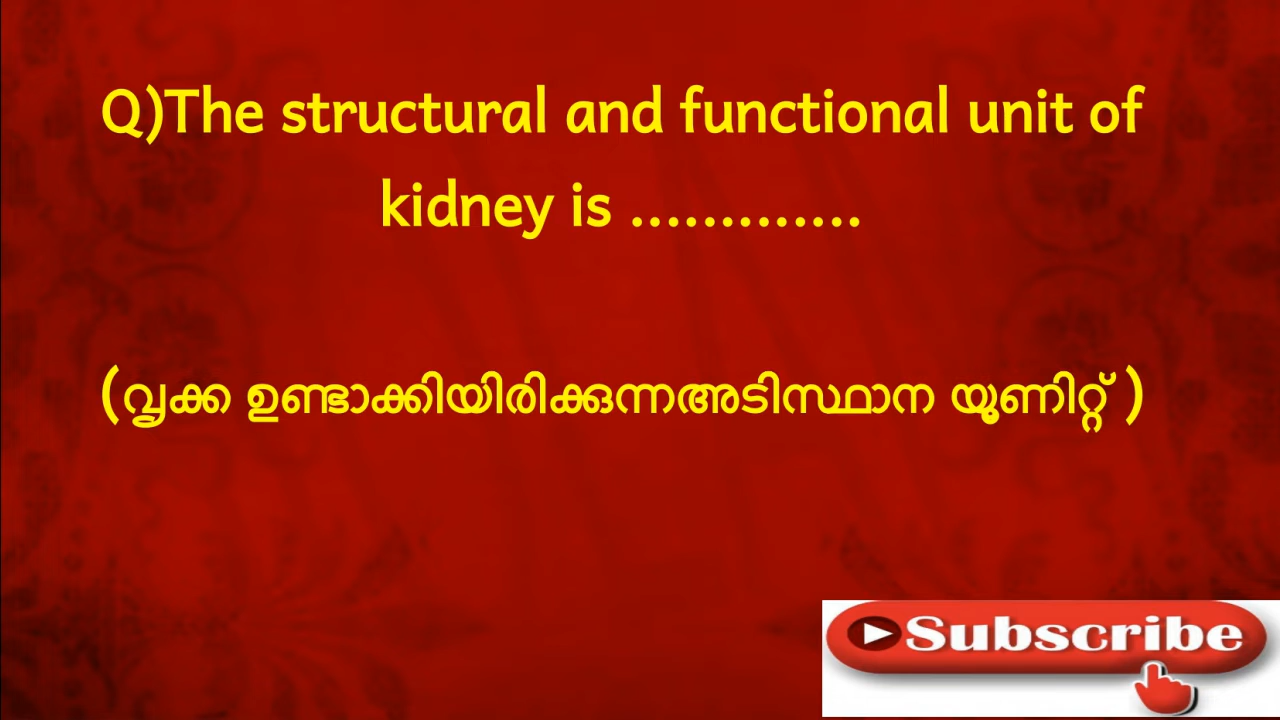 Q)The structural and functional unit of
kidney is .............
(വൃക്ക ഉണ്ടാക്കിയിരിക്കുന്നഅടിസ്ഥാന യൂണിറ്റ് )
Subscribe